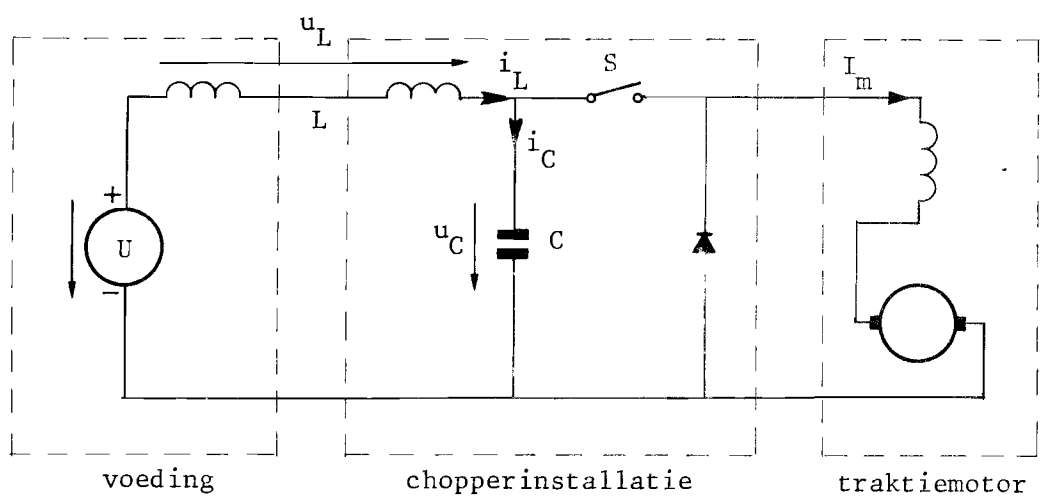 u_L
i_L
S
I_m
L
i_C
+
U
-
u_C
C
voeding
chopperinstallatie
traktiemotor